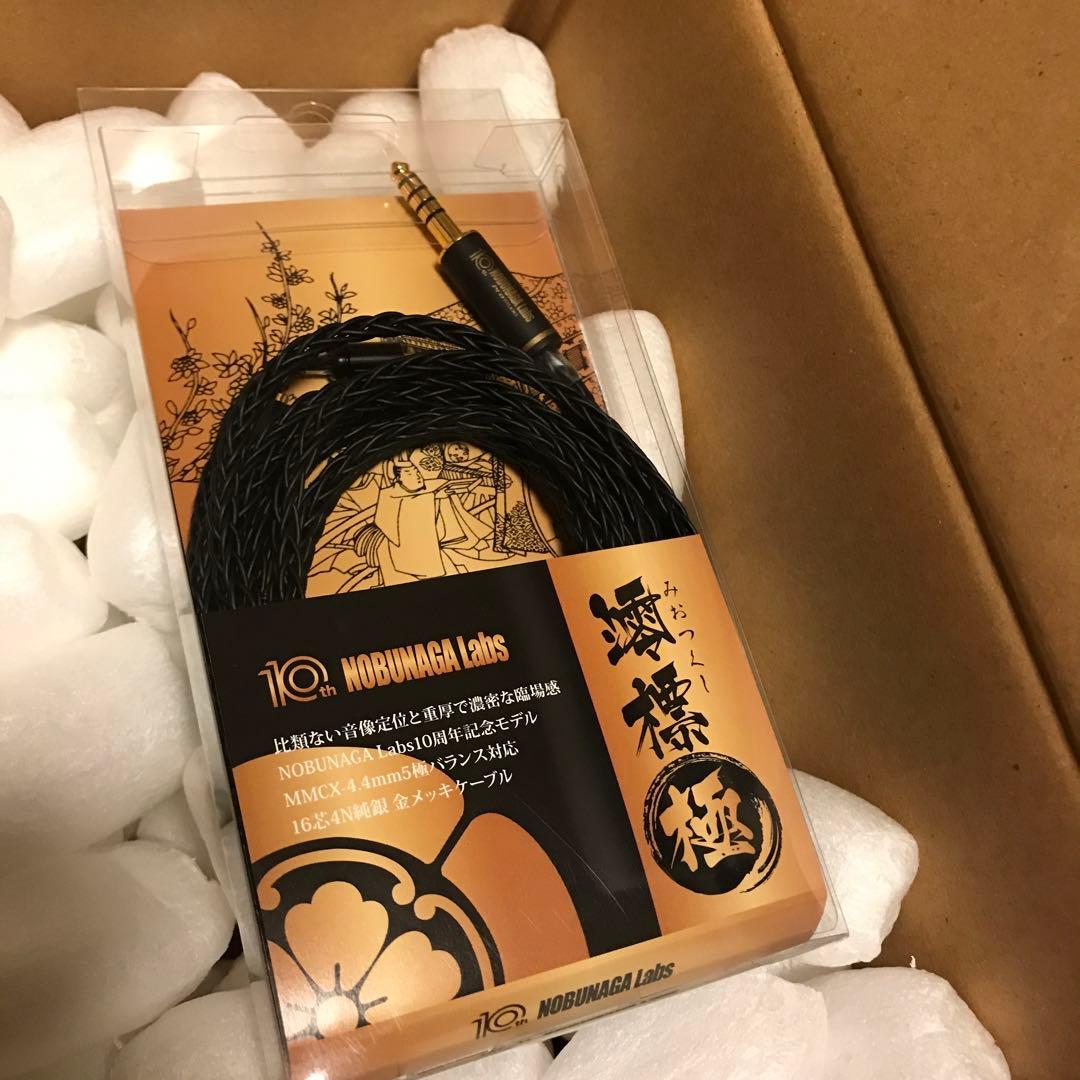 10th NOBUNAGA Labs
10th NOBUNAGA Labs
比類ない音像定位と重厚で濃密な臨場感
NOBUNAGA Labs10周年記念モデル
MMCX-4.4mm5極バランス対応
16芯4N純銀 金メッキケーブル
みおつくし
澪標
極
10th NOBUNAGA Labs